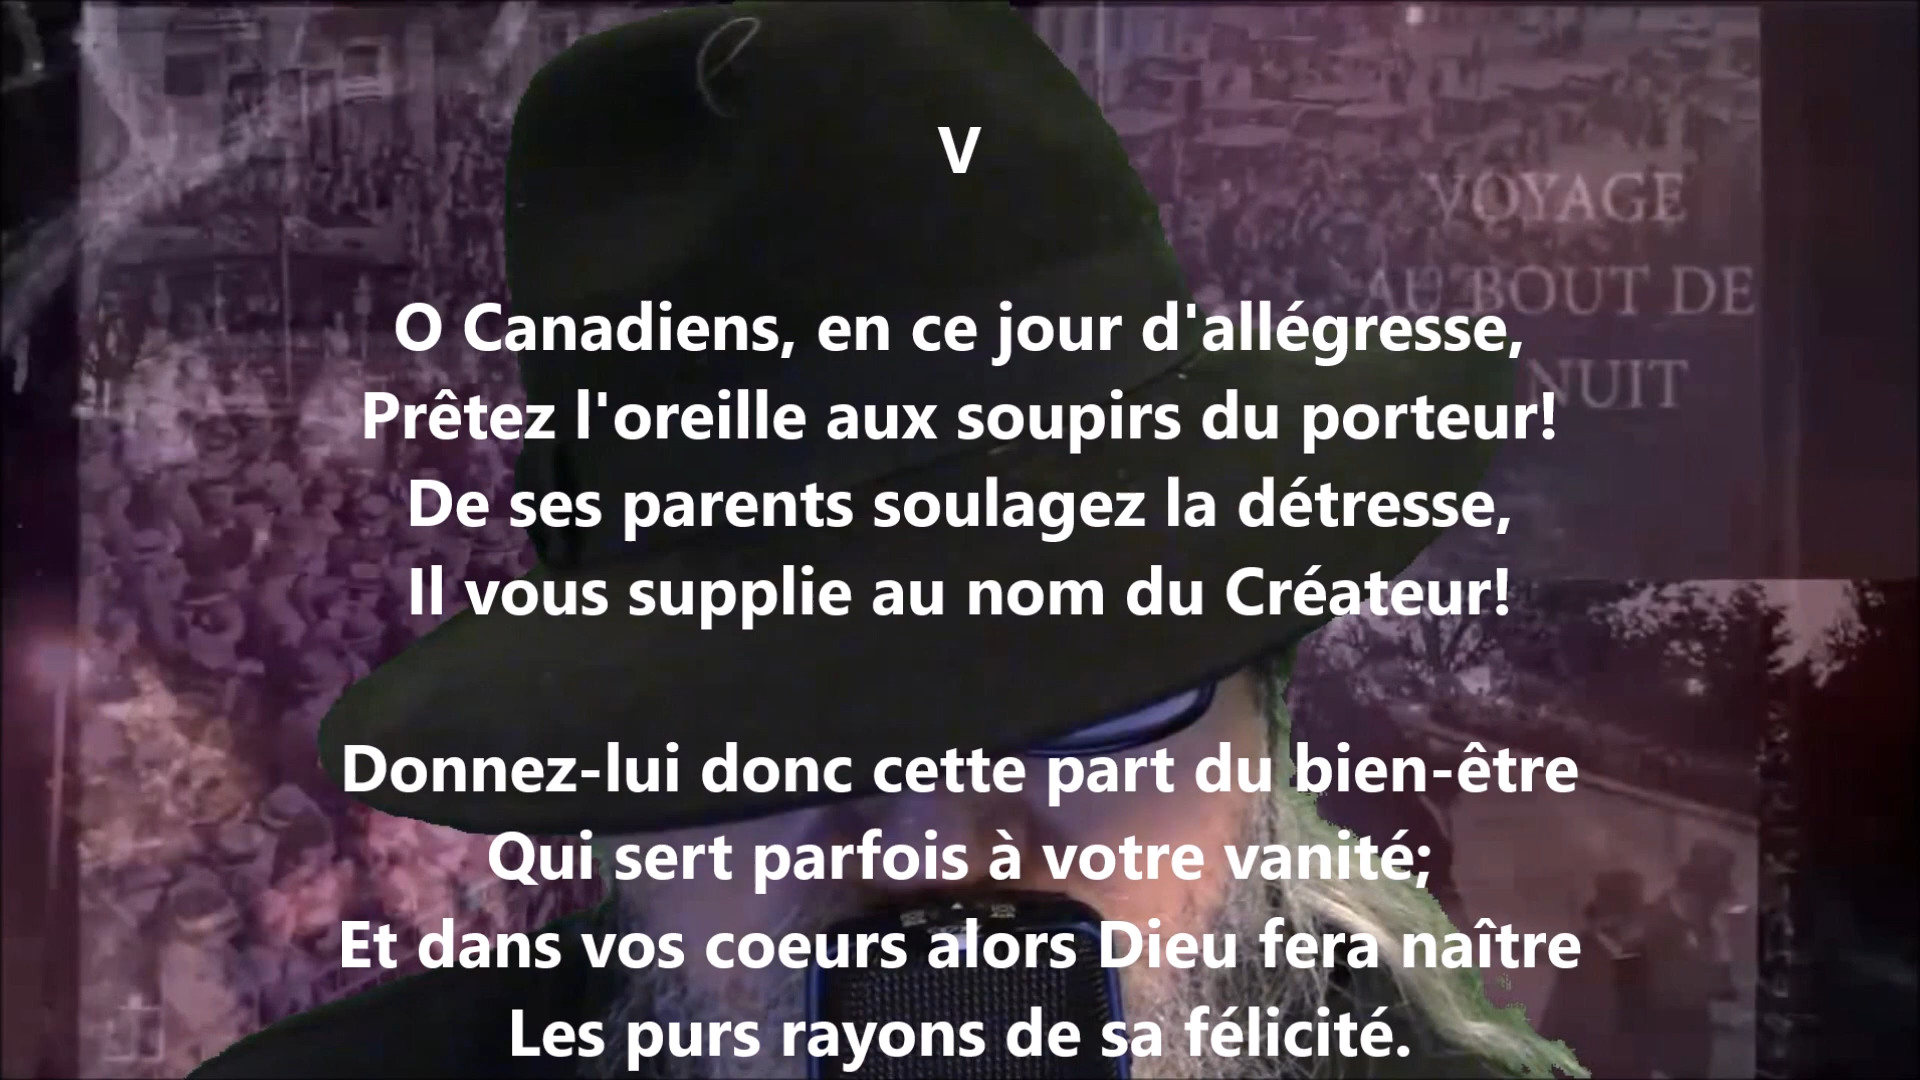 V
VOYAGE
AU BOUT DE
NUIT
O Canadiens, en ce jour d'allégresse,
Prêtez l'oreille aux soupirs du porteur!
De ses parents soulagez la détresse,
Il vous supplie au nom du Créateur!
Donnez-lui donc cette part du bien-être
Qui sert parfois à votre vanité;
Et dans vos coeurs alors Dieu fera naître
Les purs rayons de sa félicité.